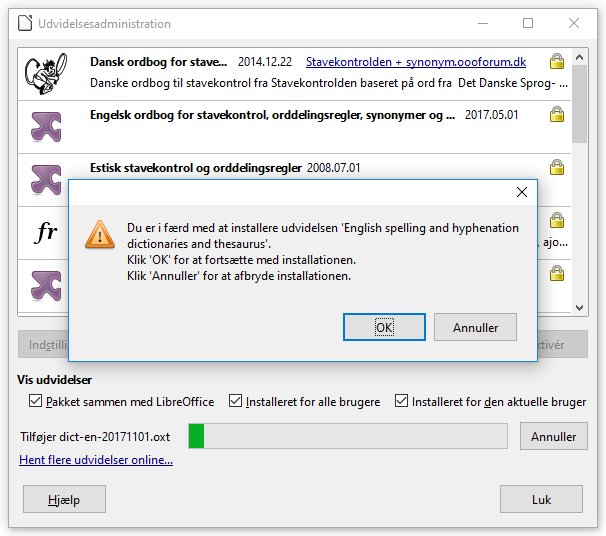 Udvidelsesadministration
Dansk ordbog for stave... 2014.12.22 Stavekontrolden + synonym.oooforum.dk
Danske ordbog til stavekontrol fra Stavekontrolden baseret på ord fra Det Danske Sprog-...
Engelsk ordbog for stavekontrol, orddelingsregler, synonymer og ... 2017.05.01
Estisk stavekontrol og orddelingsregler 2008.07.01
fr
, ajo...
Du er i færd med at installere udvidelsen 'English spelling and hyphenation
dictionaries and thesaurus'.
Klik 'OK' for at fortsætte med installationen.
Klik 'Annuller' for at afbryde installationen.
OK Annuller
Vis udvidelser
Pakket sammen med LibreOffice Installeret for alle brugere Installeret for den aktuelle bruger
Tilføjer dict-en-20171101.oxt Annuller
Hent flere udvidelser online...
Hjælp Luk